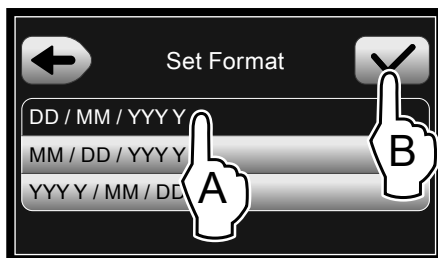 Set Format
DD / MM / YYY Y
MM / DD / YYY Y
YYY Y / MM / DD
A
B